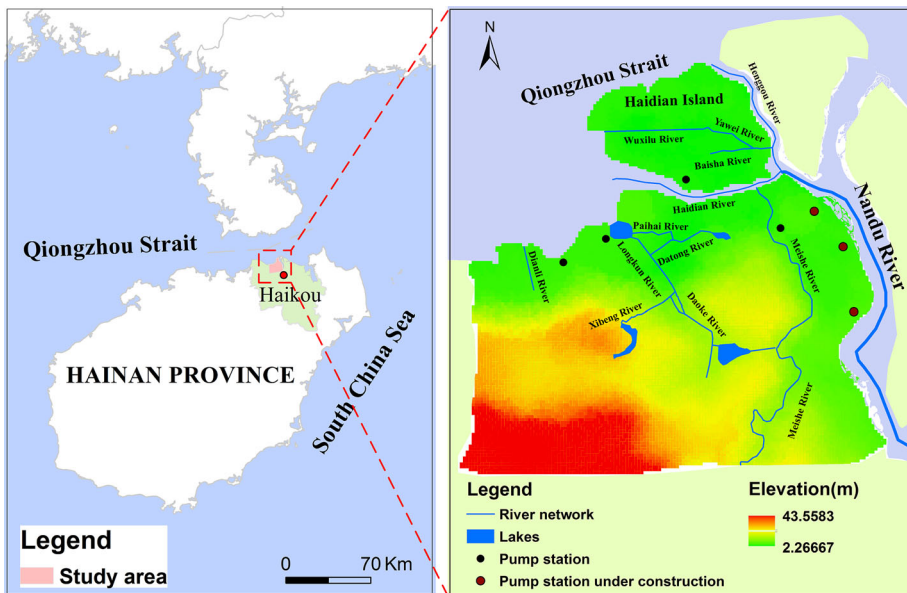 Qiongzhou Strait
Haikou
HAINAN PROVINCE
South China Sea
Legend
Study area
0 70 Km
N
Qiongzhou Strait
Haidian Island
Henggou River
Yawei River
Wuxilu River
Baisha River
Haidian River
Nandu River
Paihai River
Datong River
Longkun River
Meishe River
Dianli River
Daoke River
Xibeng River
Meishe River
Legend
River network
Lakes
Pump station
Pump station under construction
Elevation(m)
43.5583
2.26667